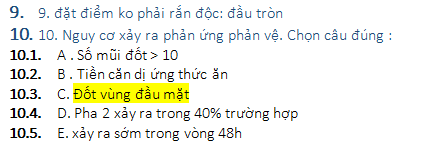 9. 9. đặt điểm ko phải rắn độc: đầu tròn
10. 10. Nguy cơ xảy ra phản ứng phản vệ. Chọn câu đúng :
10.1. A . Số mũi đốt > 10
10.2. B . Tiền căn dị ứng thức ăn
10.3. C. Đốt vùng đầu mặt
10.4. D. Pha 2 xảy ra trong 40% trường hợp
10.5. E. xảy ra sớm trong vòng 48h